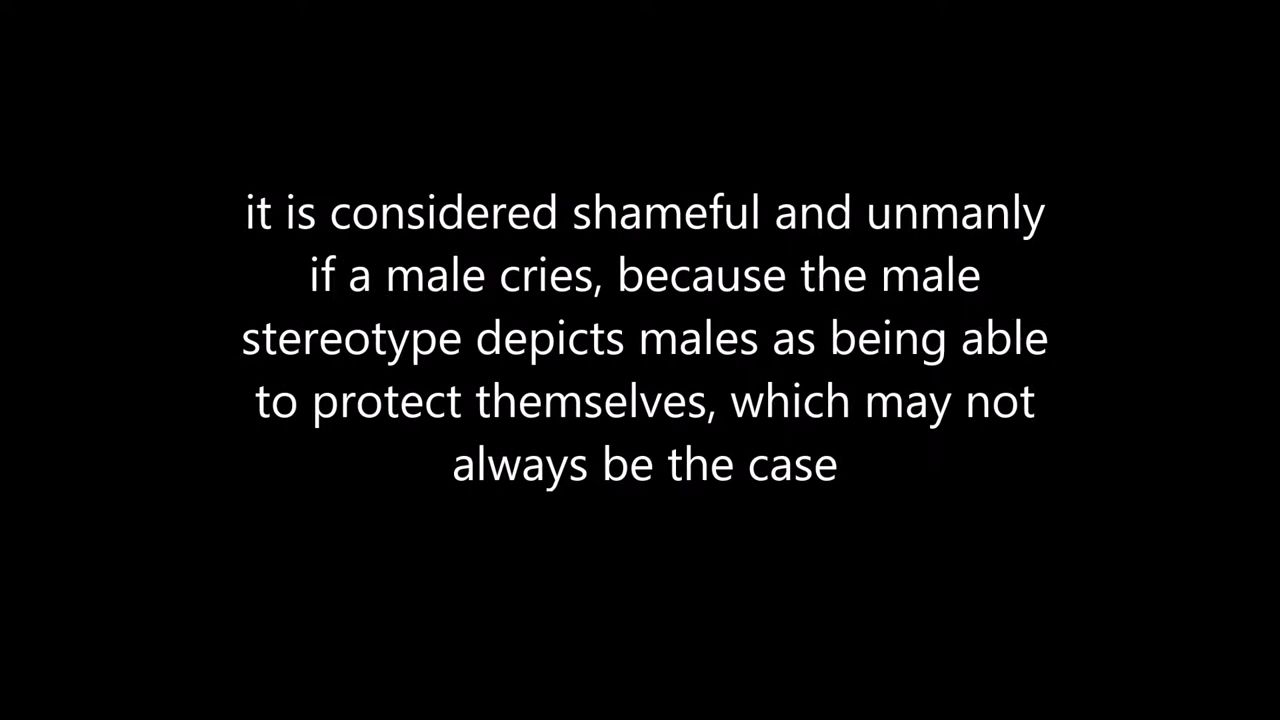 it is considered shameful and unmanly
if a male cries, because the male
stereotype depicts males as being able
to protect themselves, which may not
always be the case